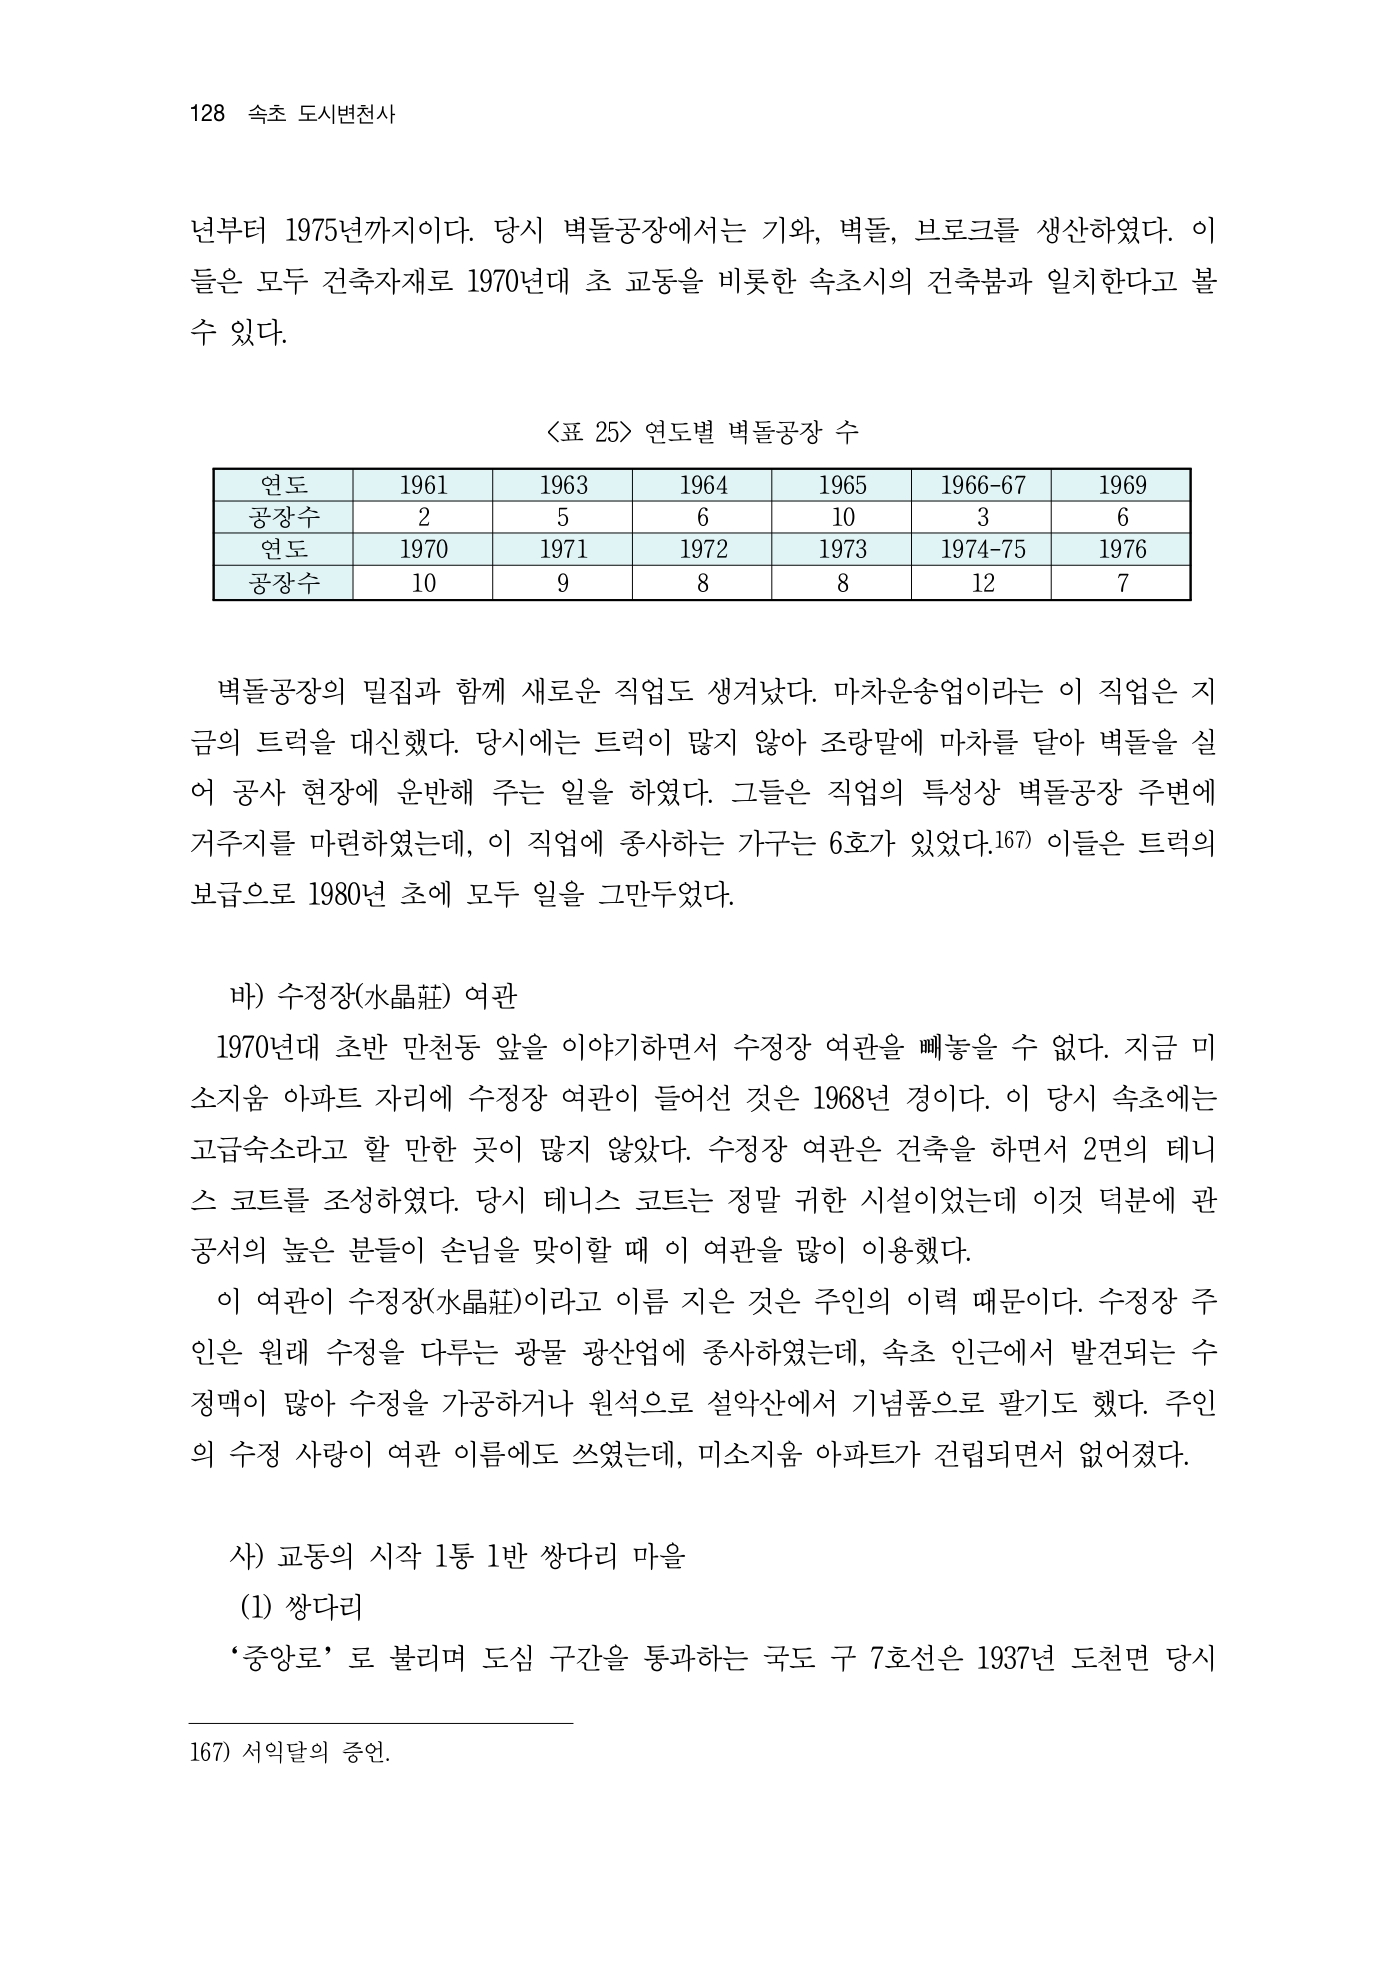 128 속초 도시변천사
년부터 1975년까지이다. 당시 벽돌공장에서는 기와, 벽돌, 브로크를 생산하였다. 이
들은 모두 건축자재로 1970년대 초 교동을 비롯한 속초시의 건축붐과 일치한다고 볼
수 있다.
<표 25> 연도별 벽돌공장 수
연도 1961 1963 1964 1965 1966-67 1969
공장수 2 5 6 10 3 6
연도 1970 1971 1972 1973 1974-75 1976
공장수 10 9 8 8 12 7
벽돌공장의 밀집과 함께 새로운 직업도 생겨났다. 마차운송업이라는 이 직업은 지
금의 트럭을 대신했다. 당시에는 트럭이 많지 않아 조랑말에 마차를 달아 벽돌을 실
어 공사 현장에 운반해 주는 일을 하였다. 그들은 직업의 특성상 벽돌공장 주변에
거주지를 마련하였는데, 이 직업에 종사하는 가구는 6호가 있었다.167) 이들은 트럭의
보급으로 1980년 초에 모두 일을 그만두었다.
바) 수정장(水晶莊) 여관
1970년대 초반 만천동 앞을 이야기하면서 수정장 여관을 빼놓을 수 없다. 지금 미
소지움 아파트 자리에 수정장 여관이 들어선 것은 1968년 경이다. 이 당시 속초에는
고급숙소라고 할 만한 곳이 많지 않았다. 수정장 여관은 건축을 하면서 2면의 테니
스 코트를 조성하였다. 당시 테니스 코트는 정말 귀한 시설이었는데 이것 덕분에 관
공서의 높은 분들이 손님을 맞이할 때 이 여관을 많이 이용했다.
이 여관이 수정장(水晶莊)이라고 이름 지은 것은 주인의 이력 때문이다. 수정장 주
인은 원래 수정을 다루는 광물 광산업에 종사하였는데, 속초 인근에서 발견되는 수
정맥이 많아 수정을 가공하거나 원석으로 설악산에서 기념품으로 팔기도 했다. 주인
의 수정 사랑이 여관 이름에도 쓰였는데, 미소지움 아파트가 건립되면서 없어졌다.
사) 교동의 시작 1통 1반 쌍다리 마을
(1) 쌍다리
‘중앙로’ 로 불리며 도심 구간을 통과하는 국도 구 7호선은 1937년 도천면 당시
167) 서익달의 증언.